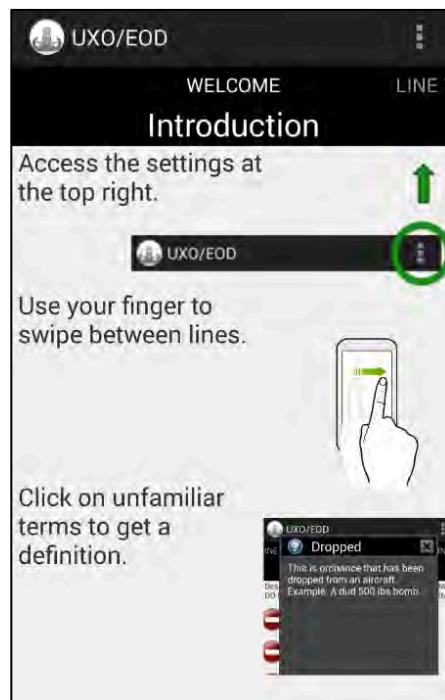 UXO/EOD
WELCOME LINE
Introduction
Access the settings at
the top right.
UXO/EOD
Use your finger to
swipe between lines.
Click on unfamiliar
terms to get a
definition.
UXO/EOD
Dropped
This is ordnance that has been
dropped from an aircraft.
Example: A dud 500 lbs bomb.